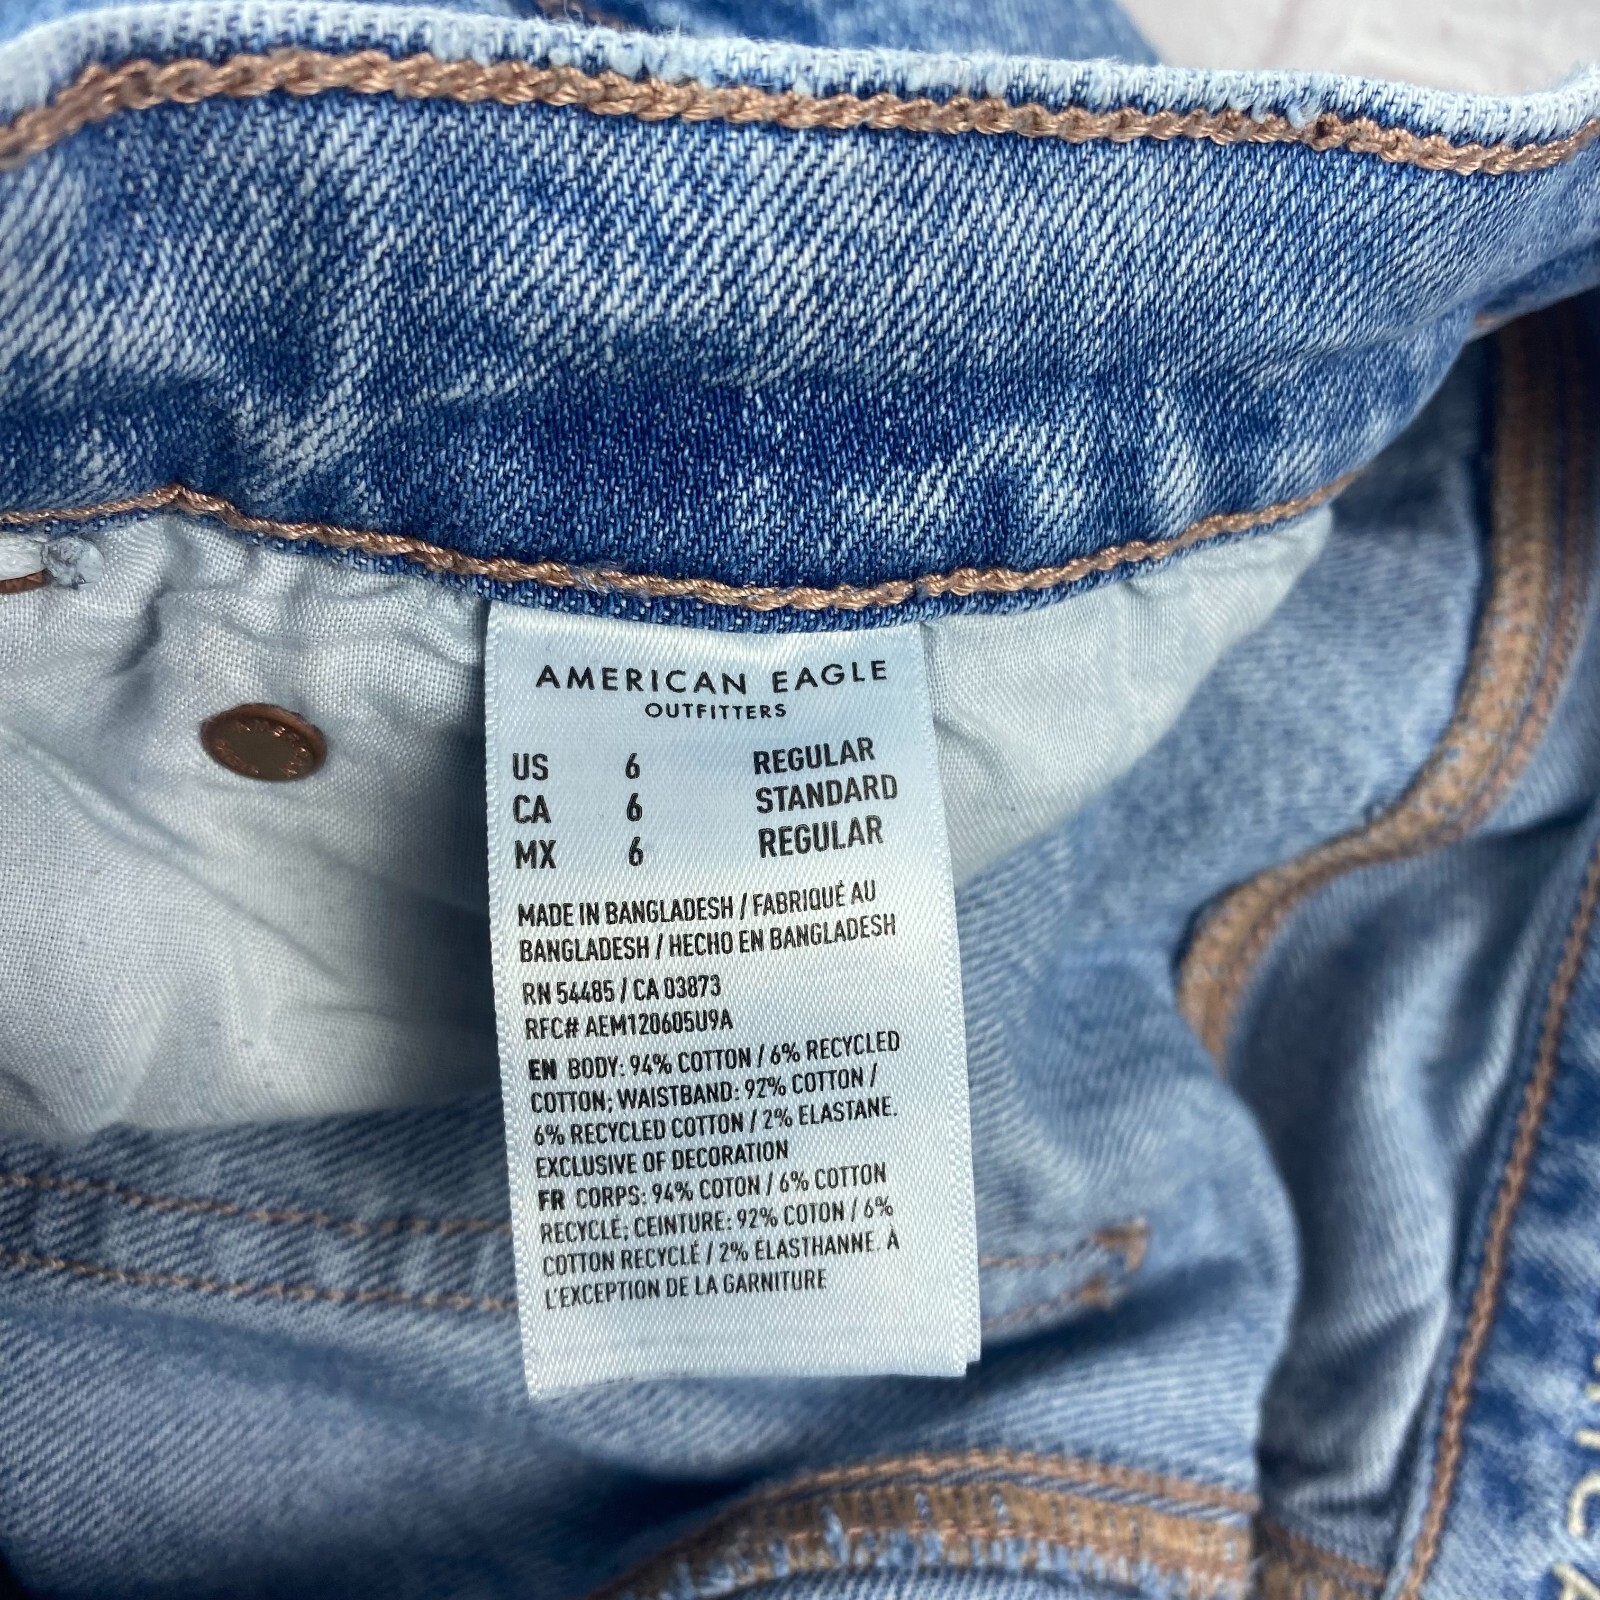 AMERICAN EAGLE
OUTFITTERS
US 6 REGULAR
CA 6 STANDARD
MX 6 REGULAR
MADE IN BANGLADESH / FABRIQUÉ AU
BANGLADESH / HECHO EN BANGLADESH
RN 54485 / CA 03873
RFC# AEM120605U9A
EN BODY: 94% COTTON / 6% RECYCLED
COTTON; WAISTBAND: 92% COTTON /
6% RECYCLED COTTON / 2% ELASTANE.
EXCLUSIVE OF DECORATION
FR CORPS: 94% COTON / 6% COTTON
RECYCLÉ; CEINTURE: 92% COTON / 6%
COTTON RECYCLÉ / 2% ÉLASTHANNE. À
L'EXCEPTION DE LA GARNITURE